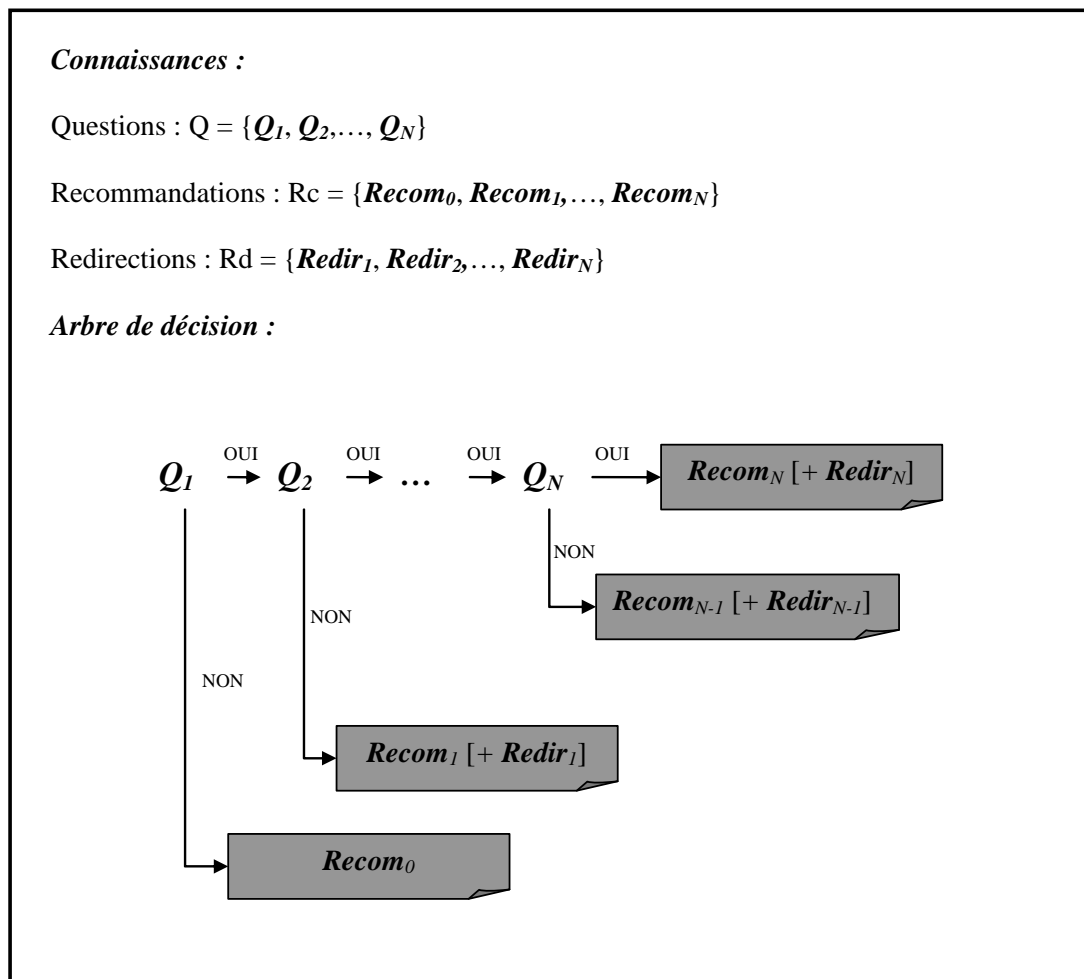 Connaissances :
Questions : Q = {Q1, Q2,…, QN}
Recommandations : Rc = {Recom0, Recom1,…, RecomN}
Redirections : Rd = {Redir1, Redir2,…, RedirN}
Arbre de décision :
Q1 OUI Q2 OUI … OUI QN OUI RecomN [+ RedirN]
NON
RecomN-1 [+ RedirN-1]
NON
NON
Recom1 [+ Redir1]
Recom0